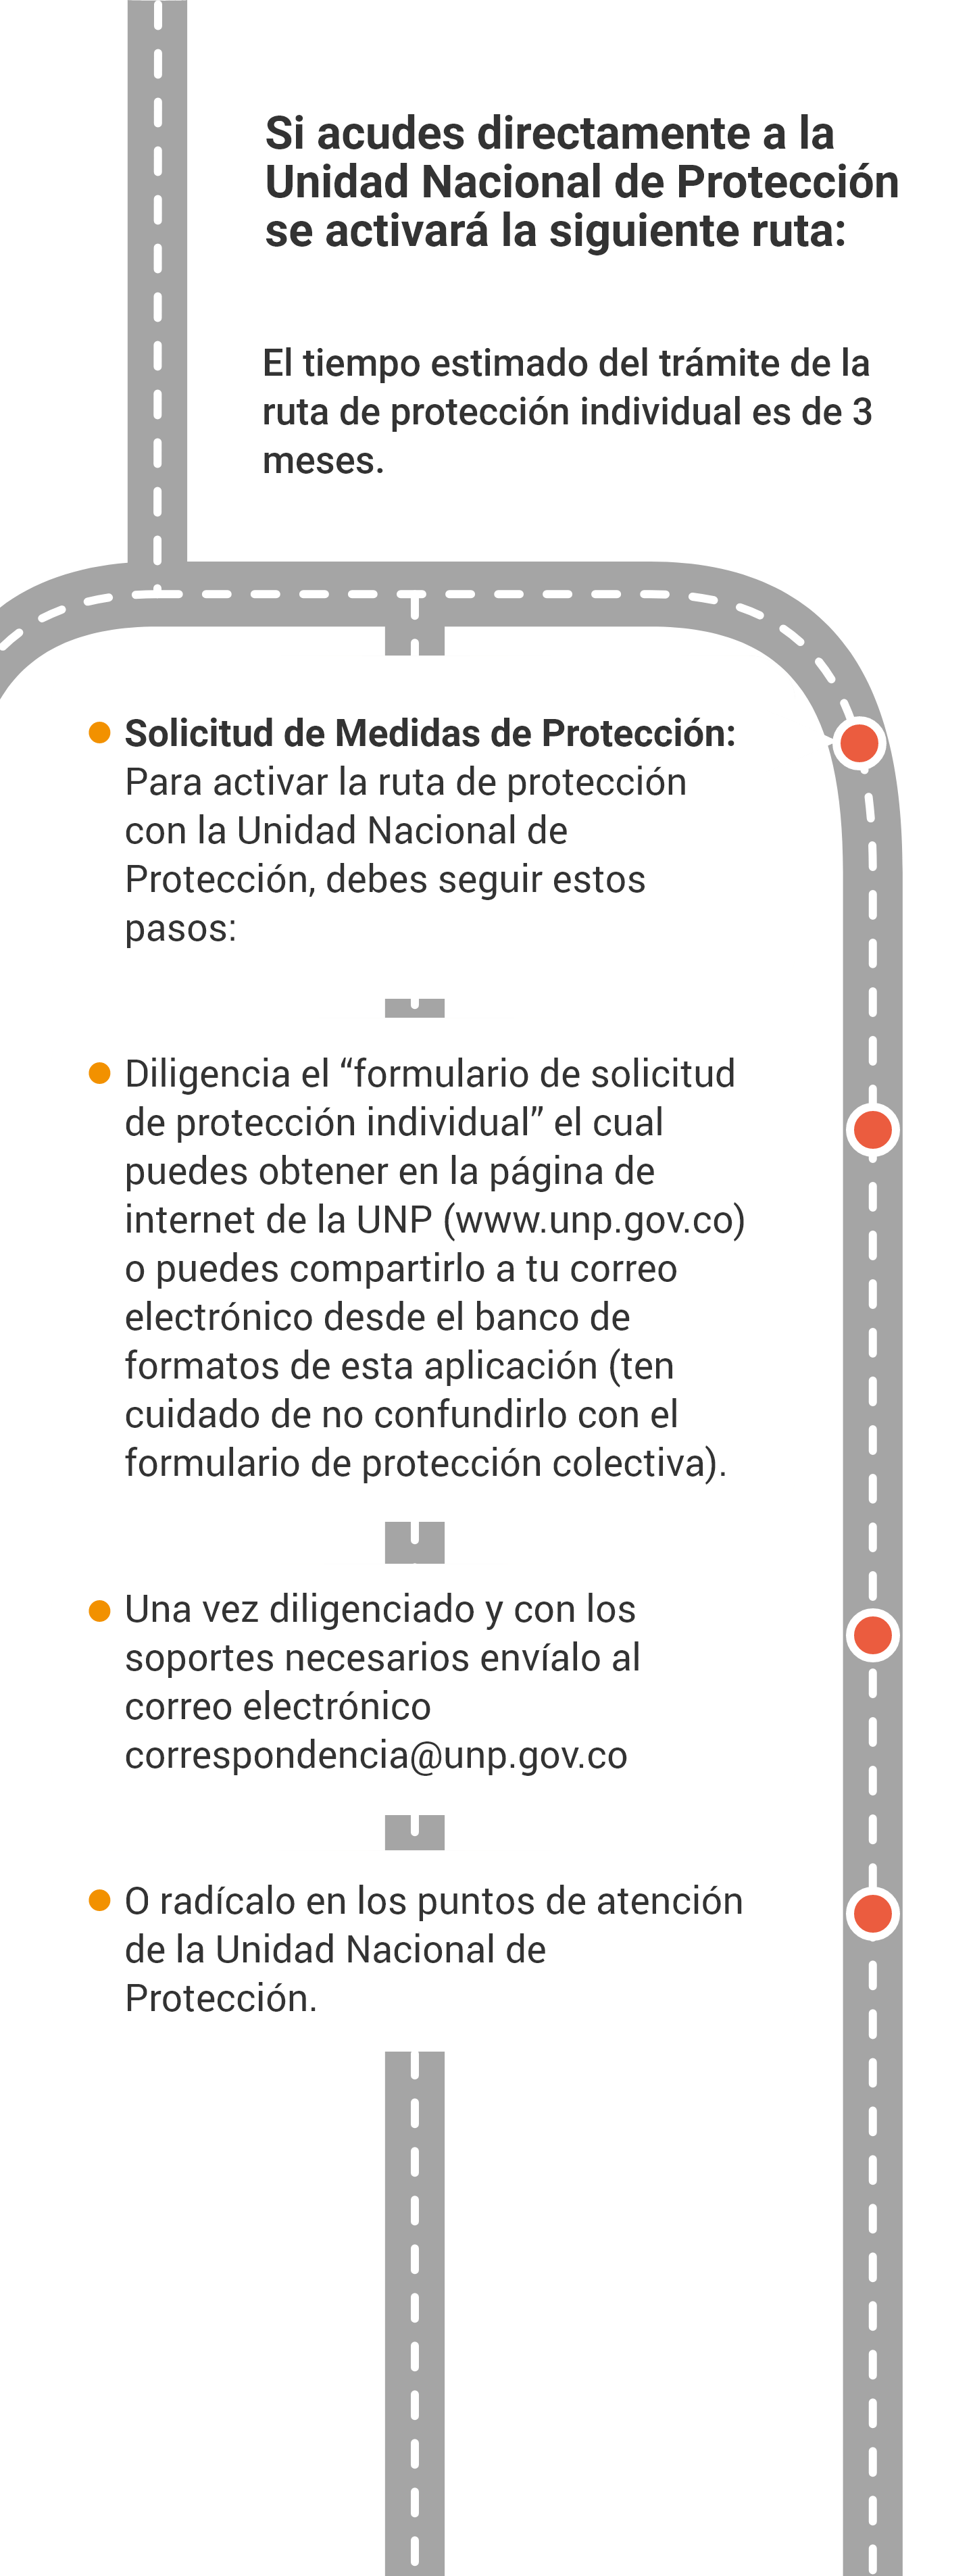 Si acudes directamente a la
Unidad Nacional de Protección
se activará la siguiente ruta:
El tiempo estimado del trámite de la
ruta de protección individual es de 3
meses.
Solicitud de Medidas de Protección:
Para activar la ruta de protección
con la Unidad Nacional de
Protección, debes seguir estos
pasos:
Diligencia el “formulario de solicitud
de protección individual” el cual
puedes obtener en la página de
internet de la UNP (www.unp.gov.co)
o puedes compartirlo a tu correo
electrónico desde el banco de
formatos de esta aplicación (ten
cuidado de no confundirlo con el
formulario de protección colectiva).
Una vez diligenciado y con los
soportes necesarios envíalo al
correo electrónico
correspondencia@unp.gov.co
O radícalo en los puntos de atención
de la Unidad Nacional de
Protección.